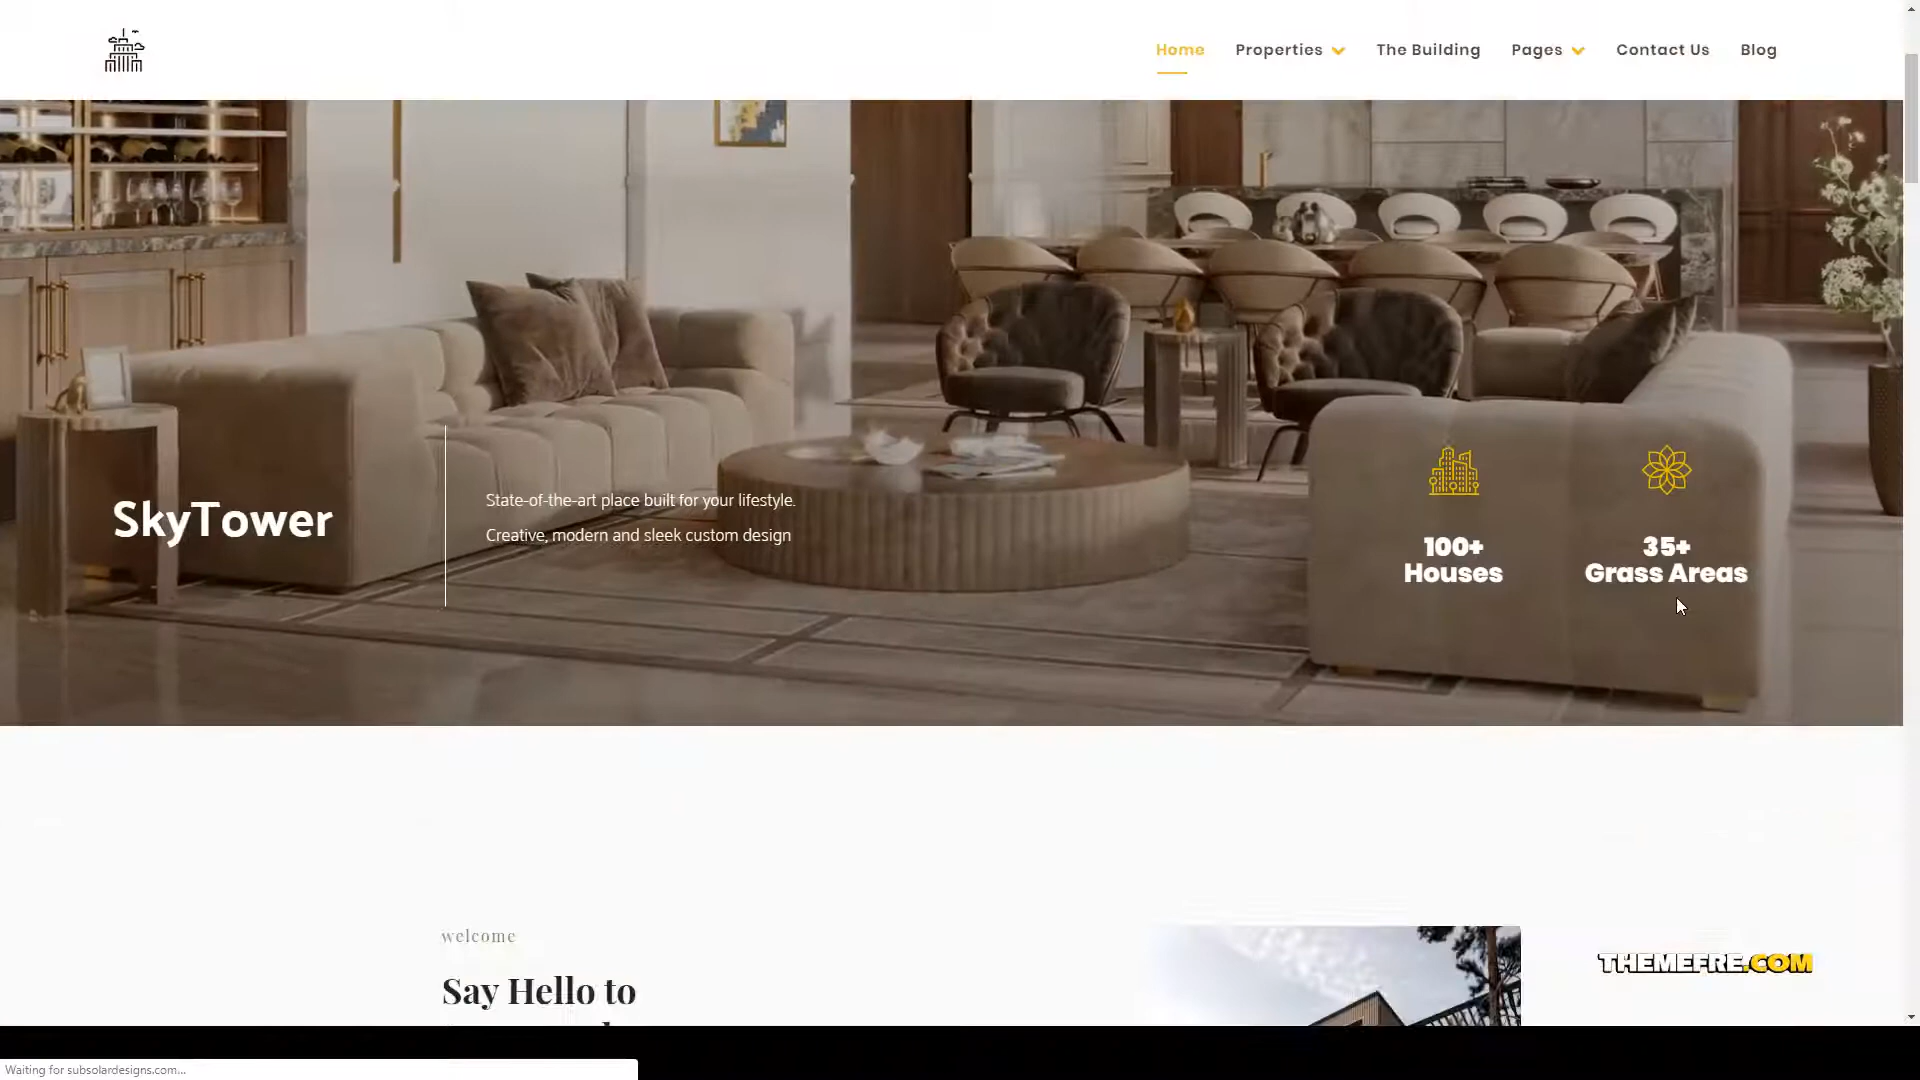 Home Properties The Building Pages Contact Us Blog
SkyTower
State-of-the-art place built for your lifestyle.
Creative, modern and sleek custom design
100+
Houses
35+
Grass Areas
welcome
Say Hello to
THEMEFRE.COM
Waiting for subsolardesigns.com...